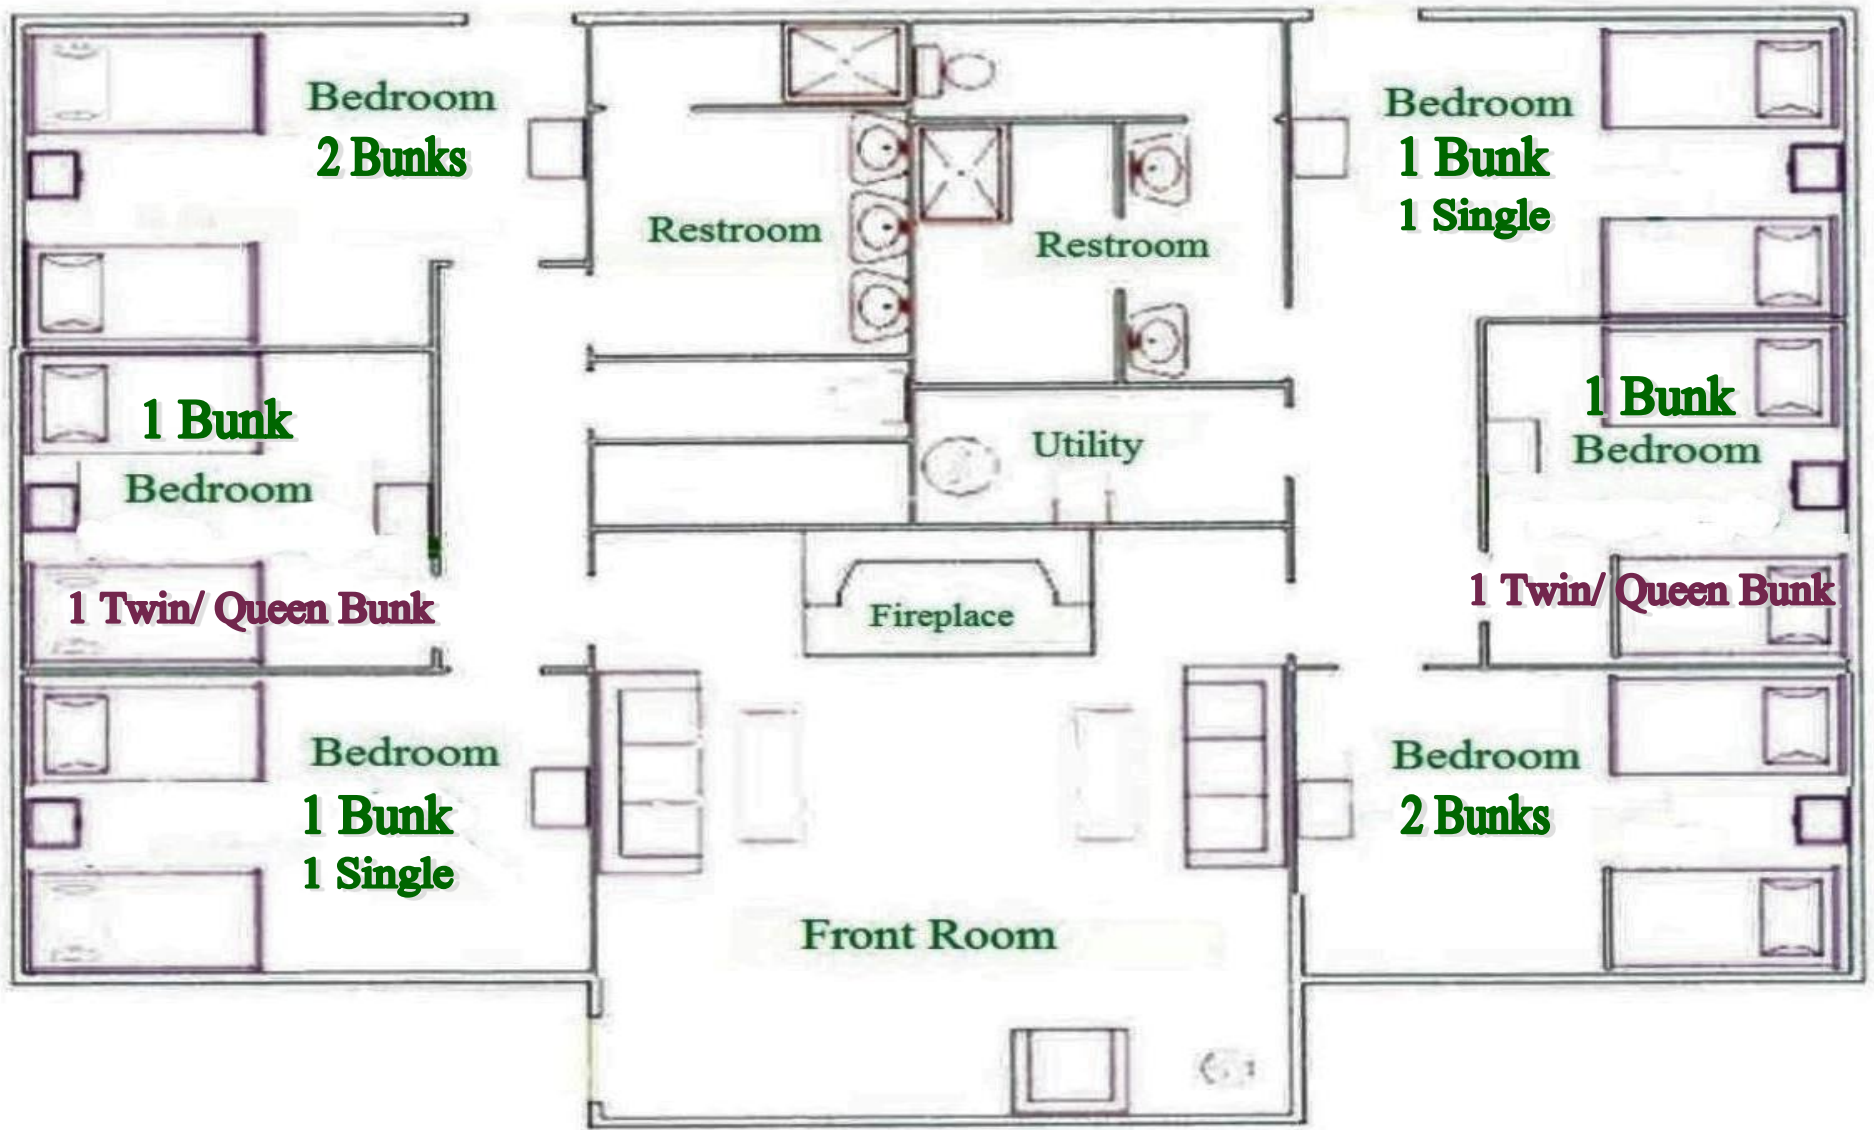 Bedroom
2 Bunks
Bedroom
1 Bunk
1 Single
Restroom
Restroom
1 Bunk
Bedroom
1 Twin/ Queen Bunk
Utility
1 Bunk
Bedroom
1 Twin/ Queen Bunk
Fireplace
Bedroom
1 Bunk
1 Single
Bedroom
2 Bunks
Front Room